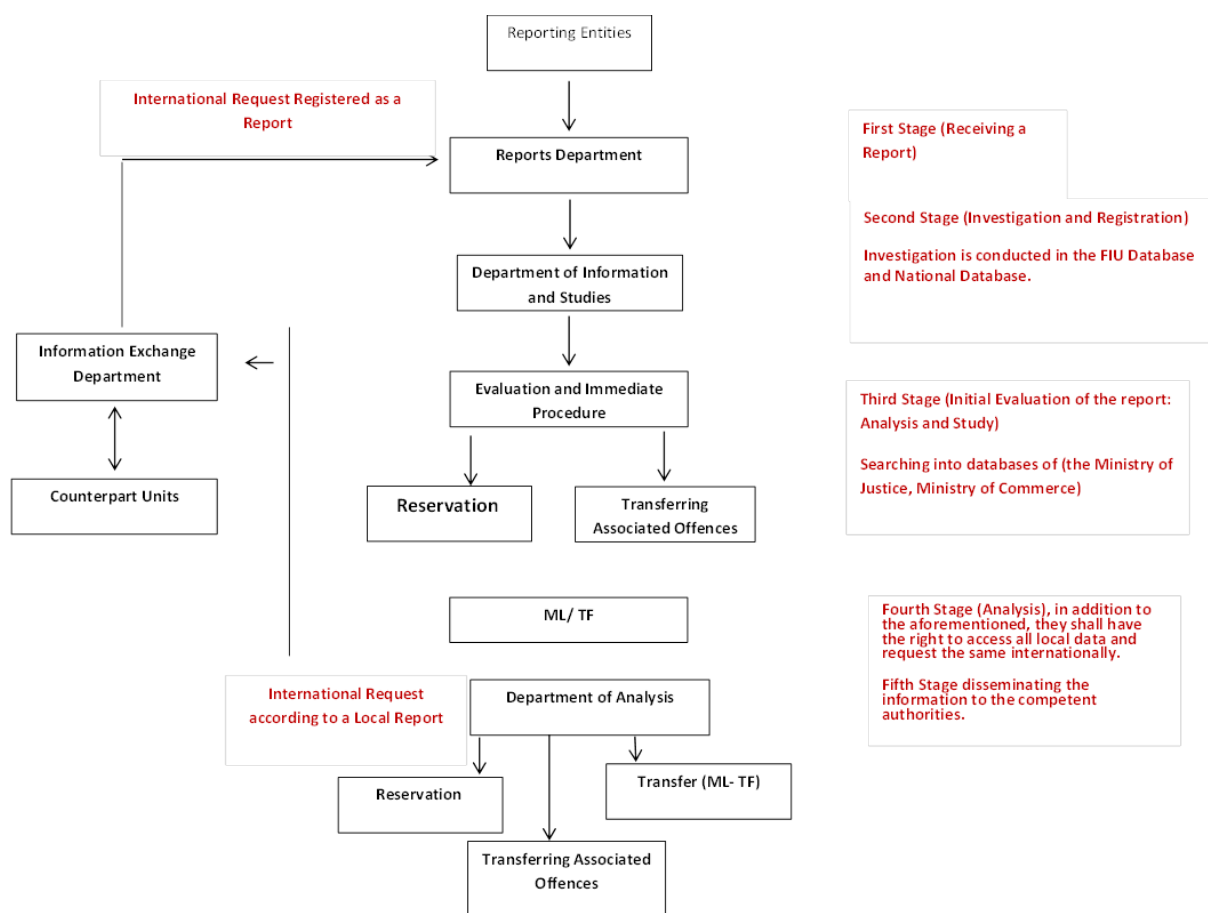 Reporting Entities
International Request Registered as a
Report
Reports Department
First Stage (Receiving a
Report)
Second Stage (Investigation and Registration)
Investigation is conducted in the FIU Database
and National Database.
Department of Information
and Studies
Information Exchange
Department
Evaluation and Immediate
Procedure
Third Stage (Initial Evaluation of the report:
Analysis and Study)
Searching into databases of (the Ministry of
Justice, Ministry of Commerce)
Counterpart Units
Reservation
Transferring
Associated Offences
ML/ TF
Fourth Stage (Analysis), in addition to
the aforementioned, they shall have
the right to access all local data and
request the same internationally.
Fifth Stage disseminating the
information to the competent
authorities.
International Request
according to a Local Report
Department of Analysis
Reservation
Transfer (ML- TF)
Transferring Associated
Offences